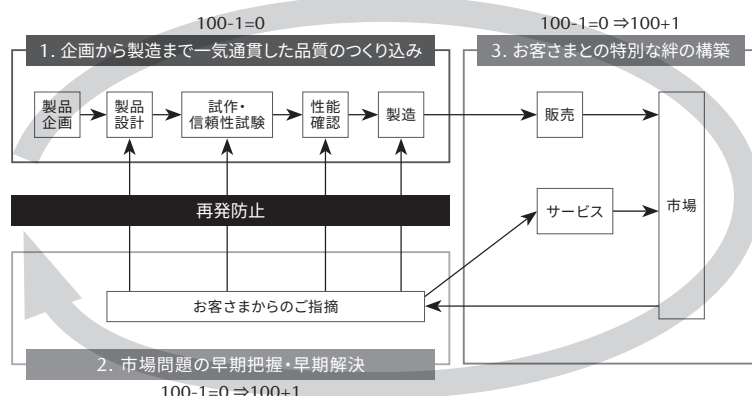 100-1=0
1. 企画から製造まで一気通貫した品質のつくり込み
製品
企画
製品
設計
試作・
信頼性試験
性能
確認
製造
再発防止
お客さまからのご指摘
2. 市場問題の早期把握・早期解決
100-1=0 ⇒100+1
100-1=0 ⇒100+1
3. お客さまとの特別な絆の構築
販売
サービス
市場